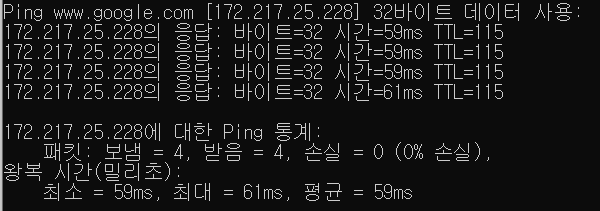 Ping www.google.com [172.217.25.228] 32바이트 데이터 사용:
172.217.25.228의 응답: 바이트=32 시간=59ms TTL=115
172.217.25.228의 응답: 바이트=32 시간=59ms TTL=115
172.217.25.228의 응답: 바이트=32 시간=59ms TTL=115
172.217.25.228의 응답: 바이트=32 시간=61ms TTL=115
172.217.25.228에 대한 Ping 통계:
패킷: 보냄 = 4, 받음 = 4, 손실 = 0 (0% 손실),
왕복 시간(밀리초):
최소 = 59ms, 최대 = 61ms, 평균 = 59ms